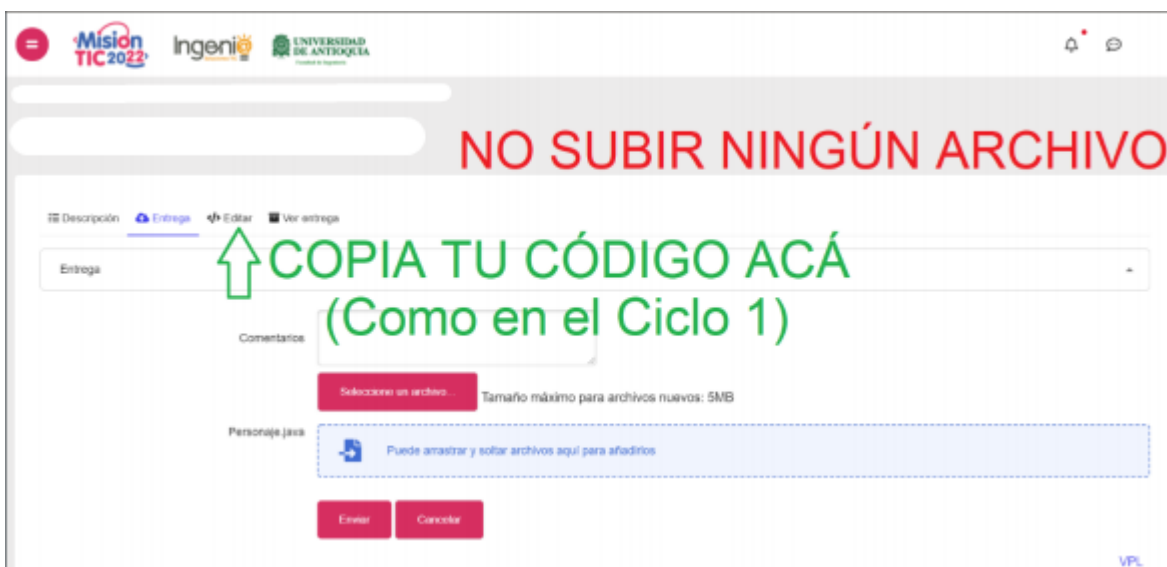 Misión
TIC 2022
Ingenio
UNIVERSIDAD
DE ANTIOQUIA
NO SUBIR NINGÚN ARCHIVO
Descripción Entrega </> Editar Ver entrega
COPIA TU CÓDIGO ACÁ
Entrega
(Como en el Ciclo 1)
Comentarios
Seleccione un archivo... Tamaño máximo para archivos nuevos: 5MB
Personaje.java
Puede arrastrar y soltar archivos aquí para añadirlos
Enviar Cancelar
VPL